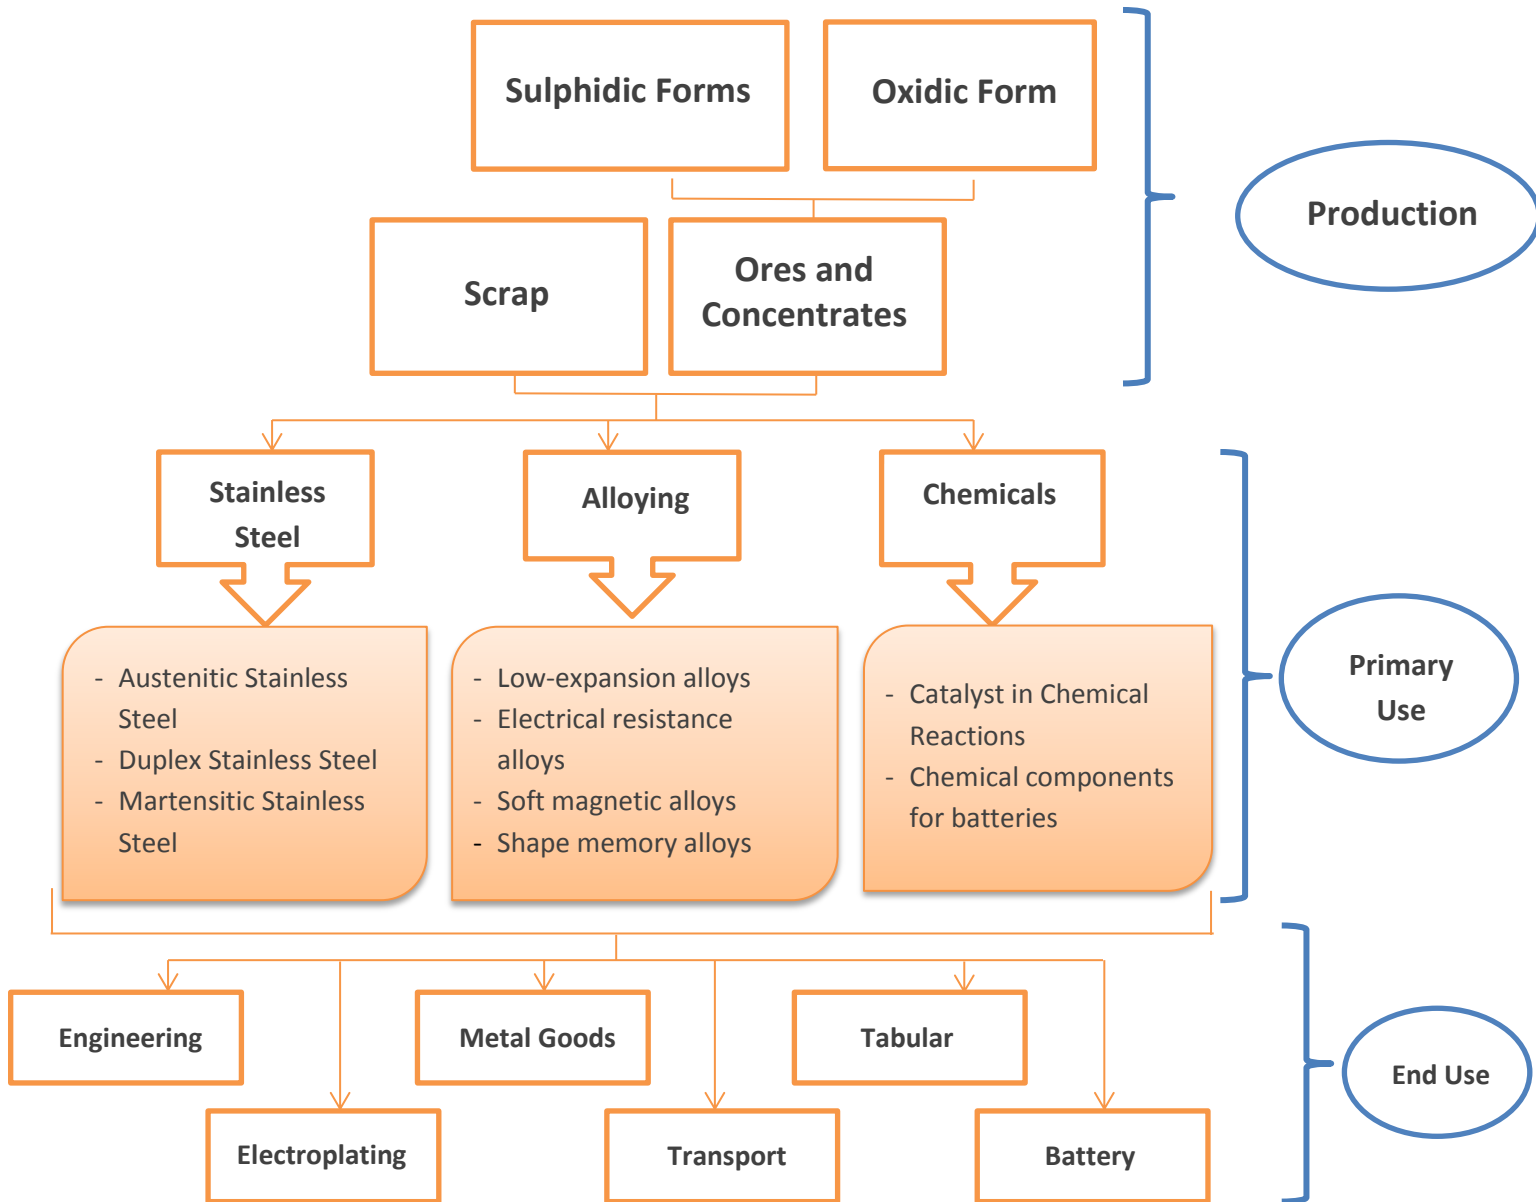 Sulphidic Forms
Oxidic Form
Production
Scrap
Ores and
Concentrates
Stainless
Steel
Alloying
Chemicals
- Austenitic Stainless
Steel
- Duplex Stainless Steel
- Martensitic Stainless
Steel
- Low-expansion alloys
- Electrical resistance
alloys
- Soft magnetic alloys
- Shape memory alloys
- Catalyst in Chemical
Reactions
- Chemical components
for batteries
Primary
Use
Engineering
Metal Goods
Tabular
Electroplating
Transport
Battery
End Use